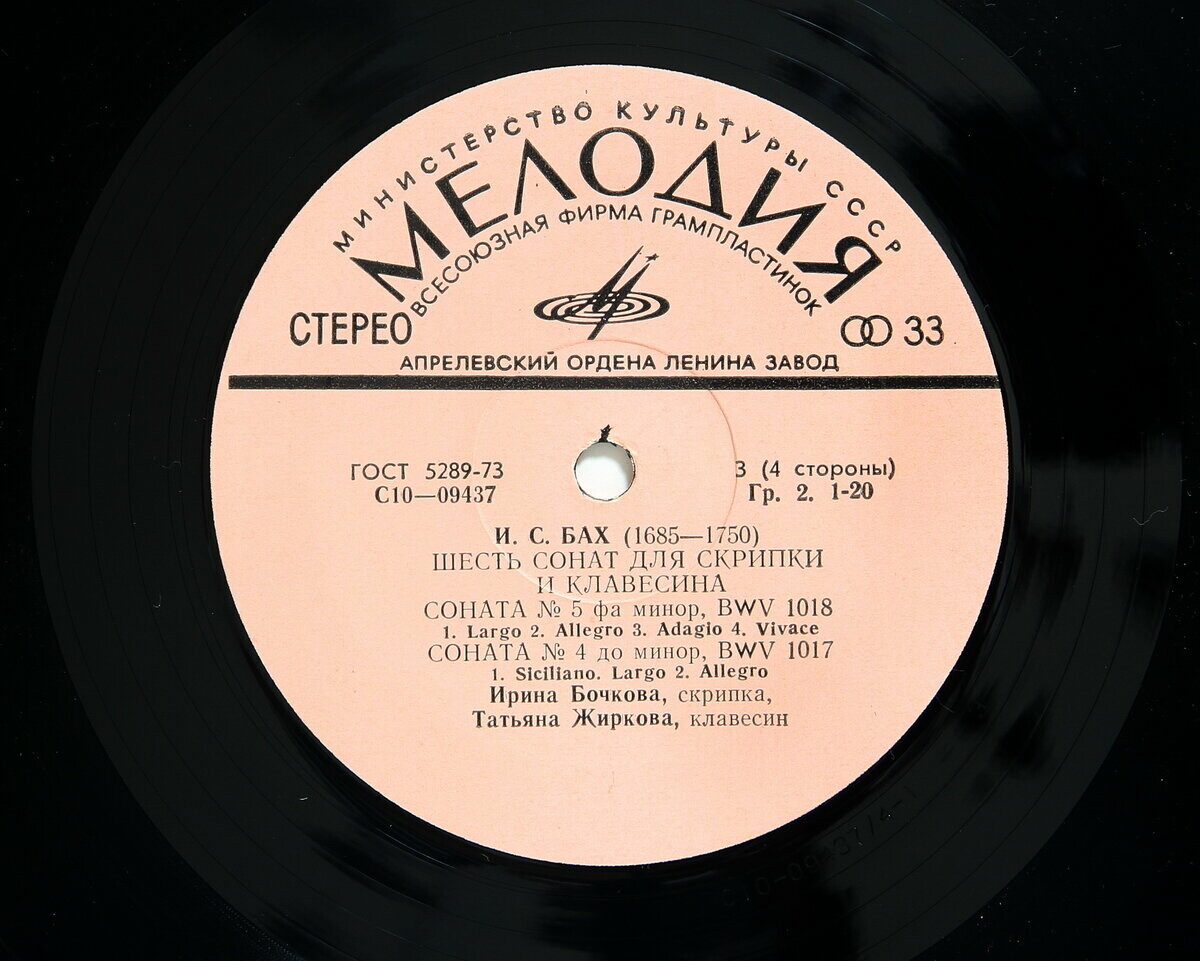 МИНИСТЕРСТВО КУЛЬТУРЫ СССР
МЕЛОДИЯ
ВСЕСОЮЗНАЯ ФИРМА ГРАМПЛАСТИНОК
СТЕРЕО
33
АПРЕЛЕВСКИЙ ОРДЕНА ЛЕНИНА ЗАВОД
ГОСТ 5289-73 3 (4 стороны)
С10—09437 Гр. 2. 1-20
И. С. БАХ (1685—1750)
ШЕСТЬ СОНАТ ДЛЯ СКРИПКИ
И КЛАВЕСИНА
СОНАТА № 5 фа минор, BWV 1018
1. Largo 2. Allegro 3. Adagio 4. Vivace
СОНАТА № 4 до минор, BWV 1017
1. Siciliano. Largo 2. Allegro
Ирина Бочкова, скрипка,
Татьяна Жиркова, клавесин